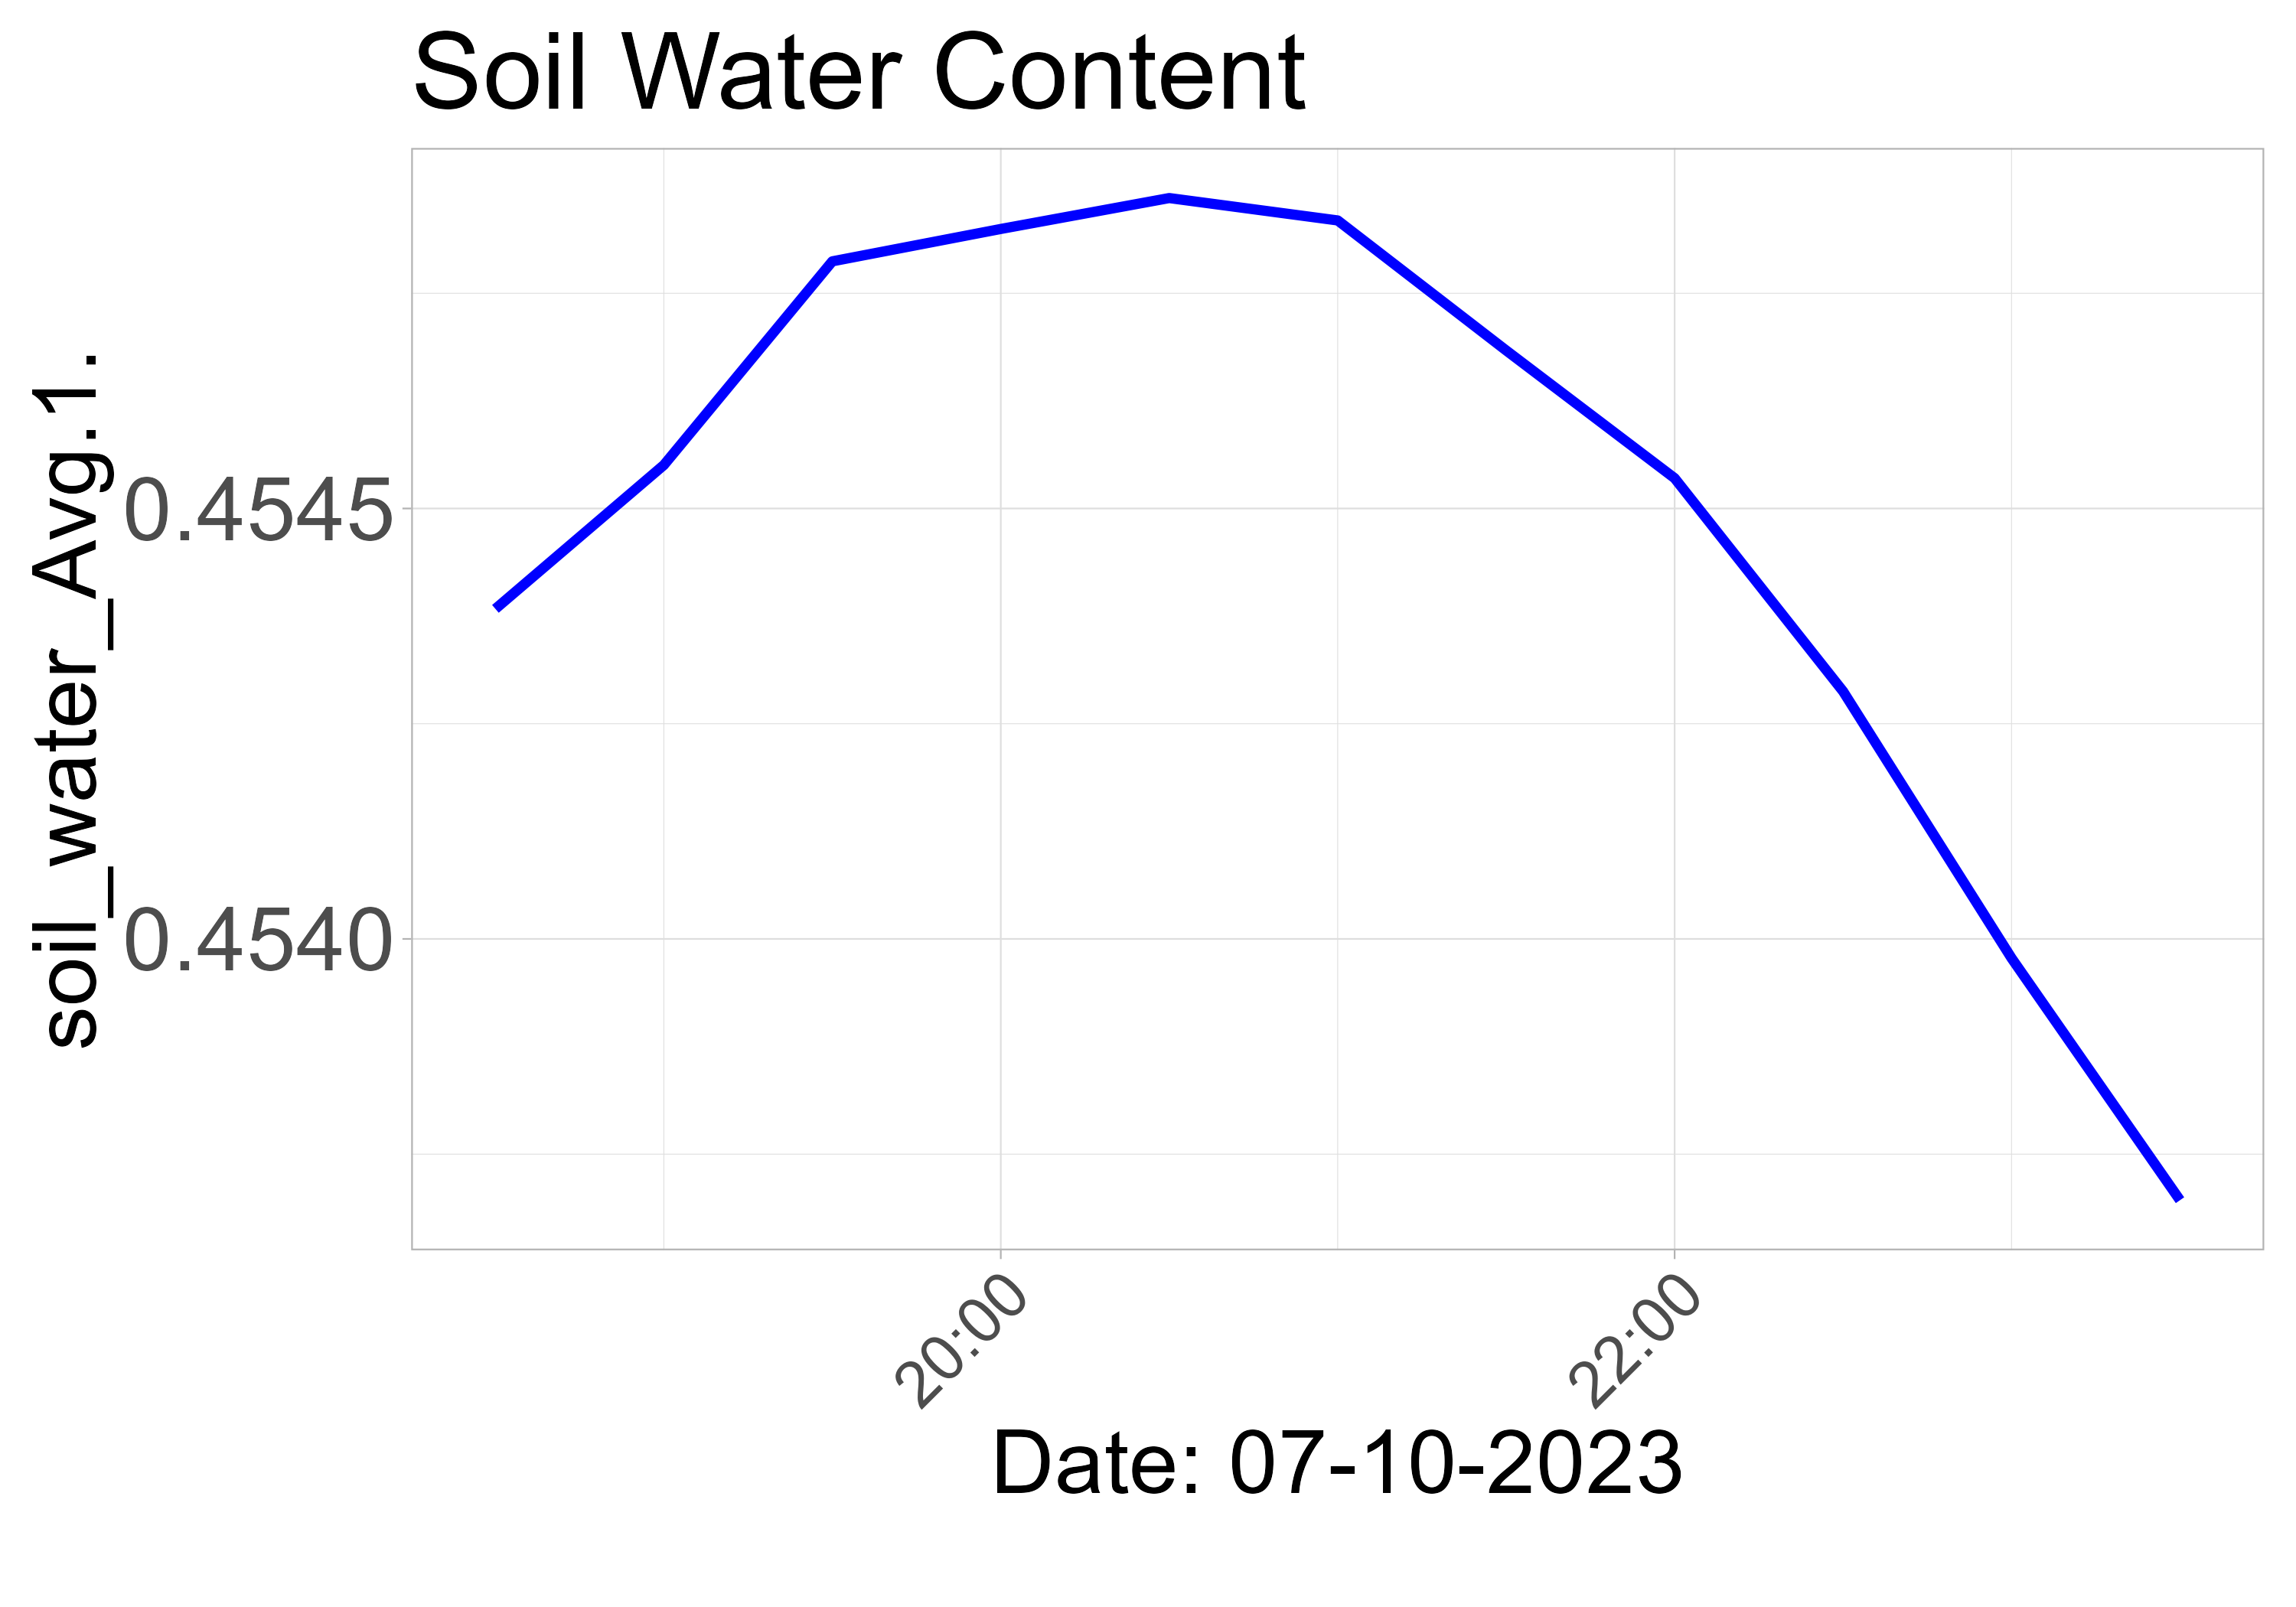 Soil Water Content
soil_water_Avg.1.
0.4545
0.4540
20:00
22:00
Date: 07-10-2023